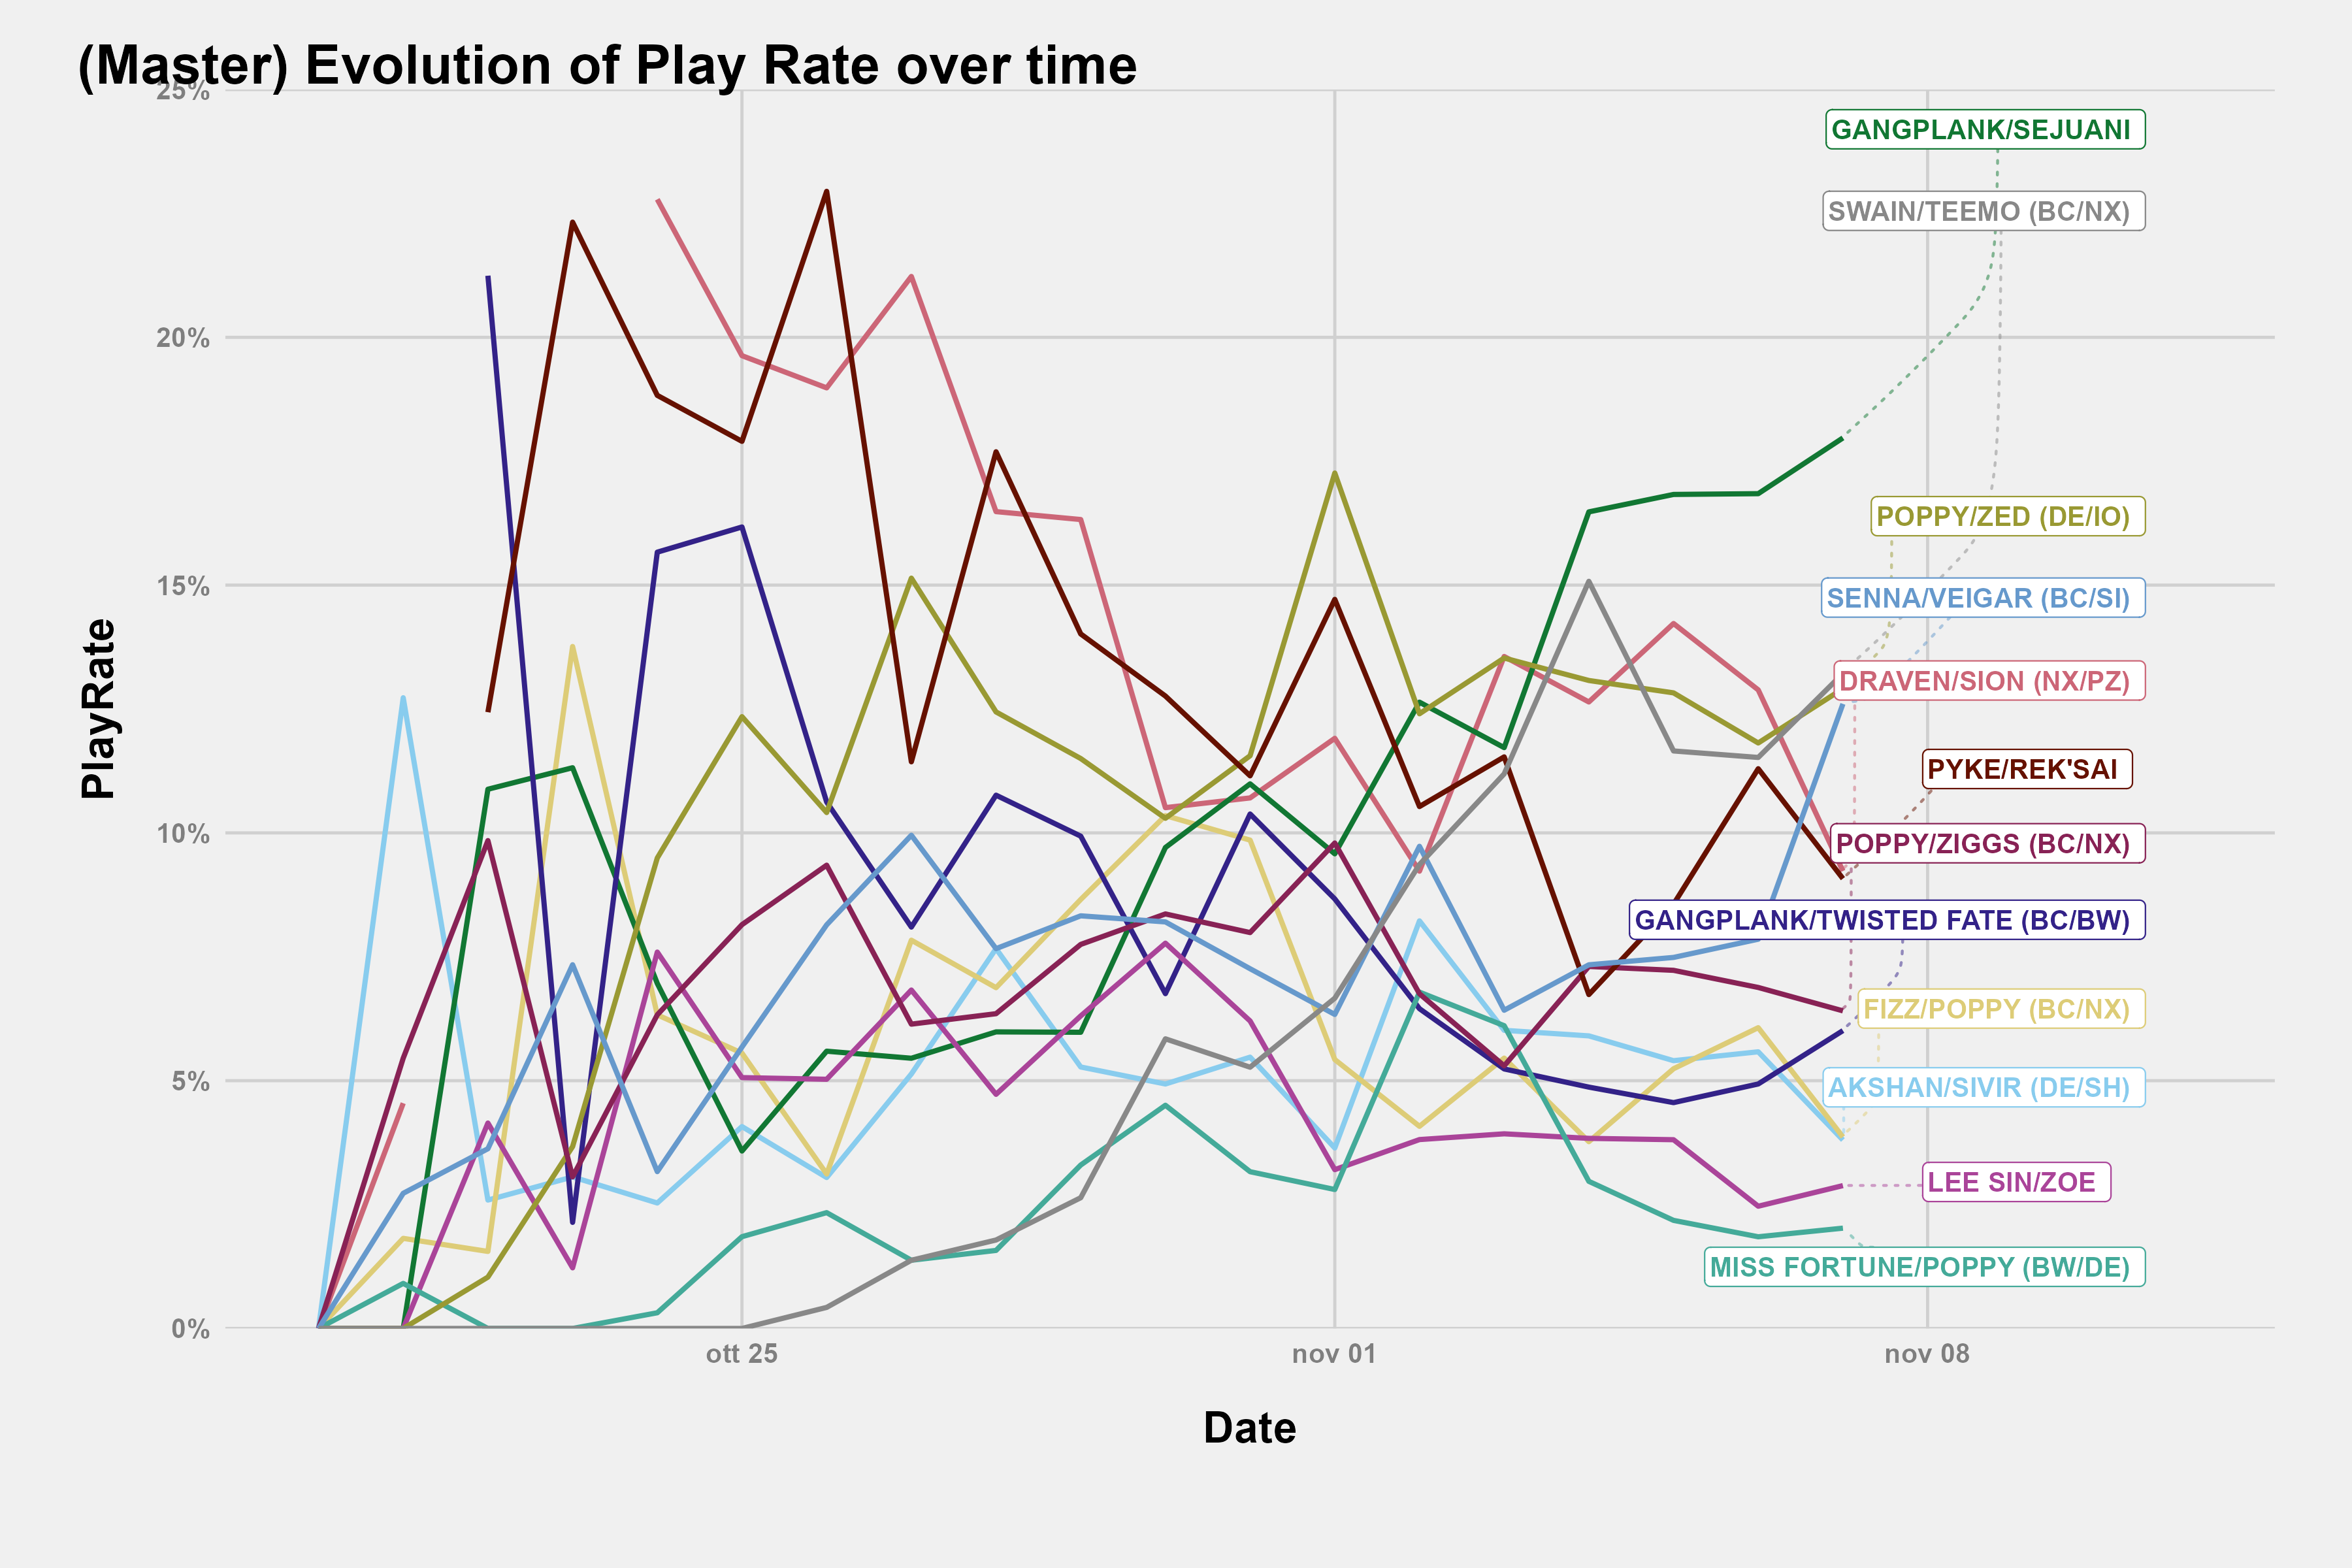 (Master) Evolution of Play Rate over time
25%
GANGPLANK/SEJUANI
SWAIN/TEEMO (BC/NX)
20%
POPPY/ZED (DE/IO)
15%
SENNA/VEIGAR (BC/SI)
DRAVEN/SION (NX/PZ)
PlayRate
PYKE/REK'SAI
10%
POPPY/ZIGGS (BC/NX)
GANGPLANK/TWISTED FATE (BC/BW)
FIZZ/POPPY (BC/NX)
5%
AKSHAN/SIVIR (DE/SH)
LEE SIN/ZOE
MISS FORTUNE/POPPY (BW/DE)
0%
ott 25
nov 01
nov 08
Date